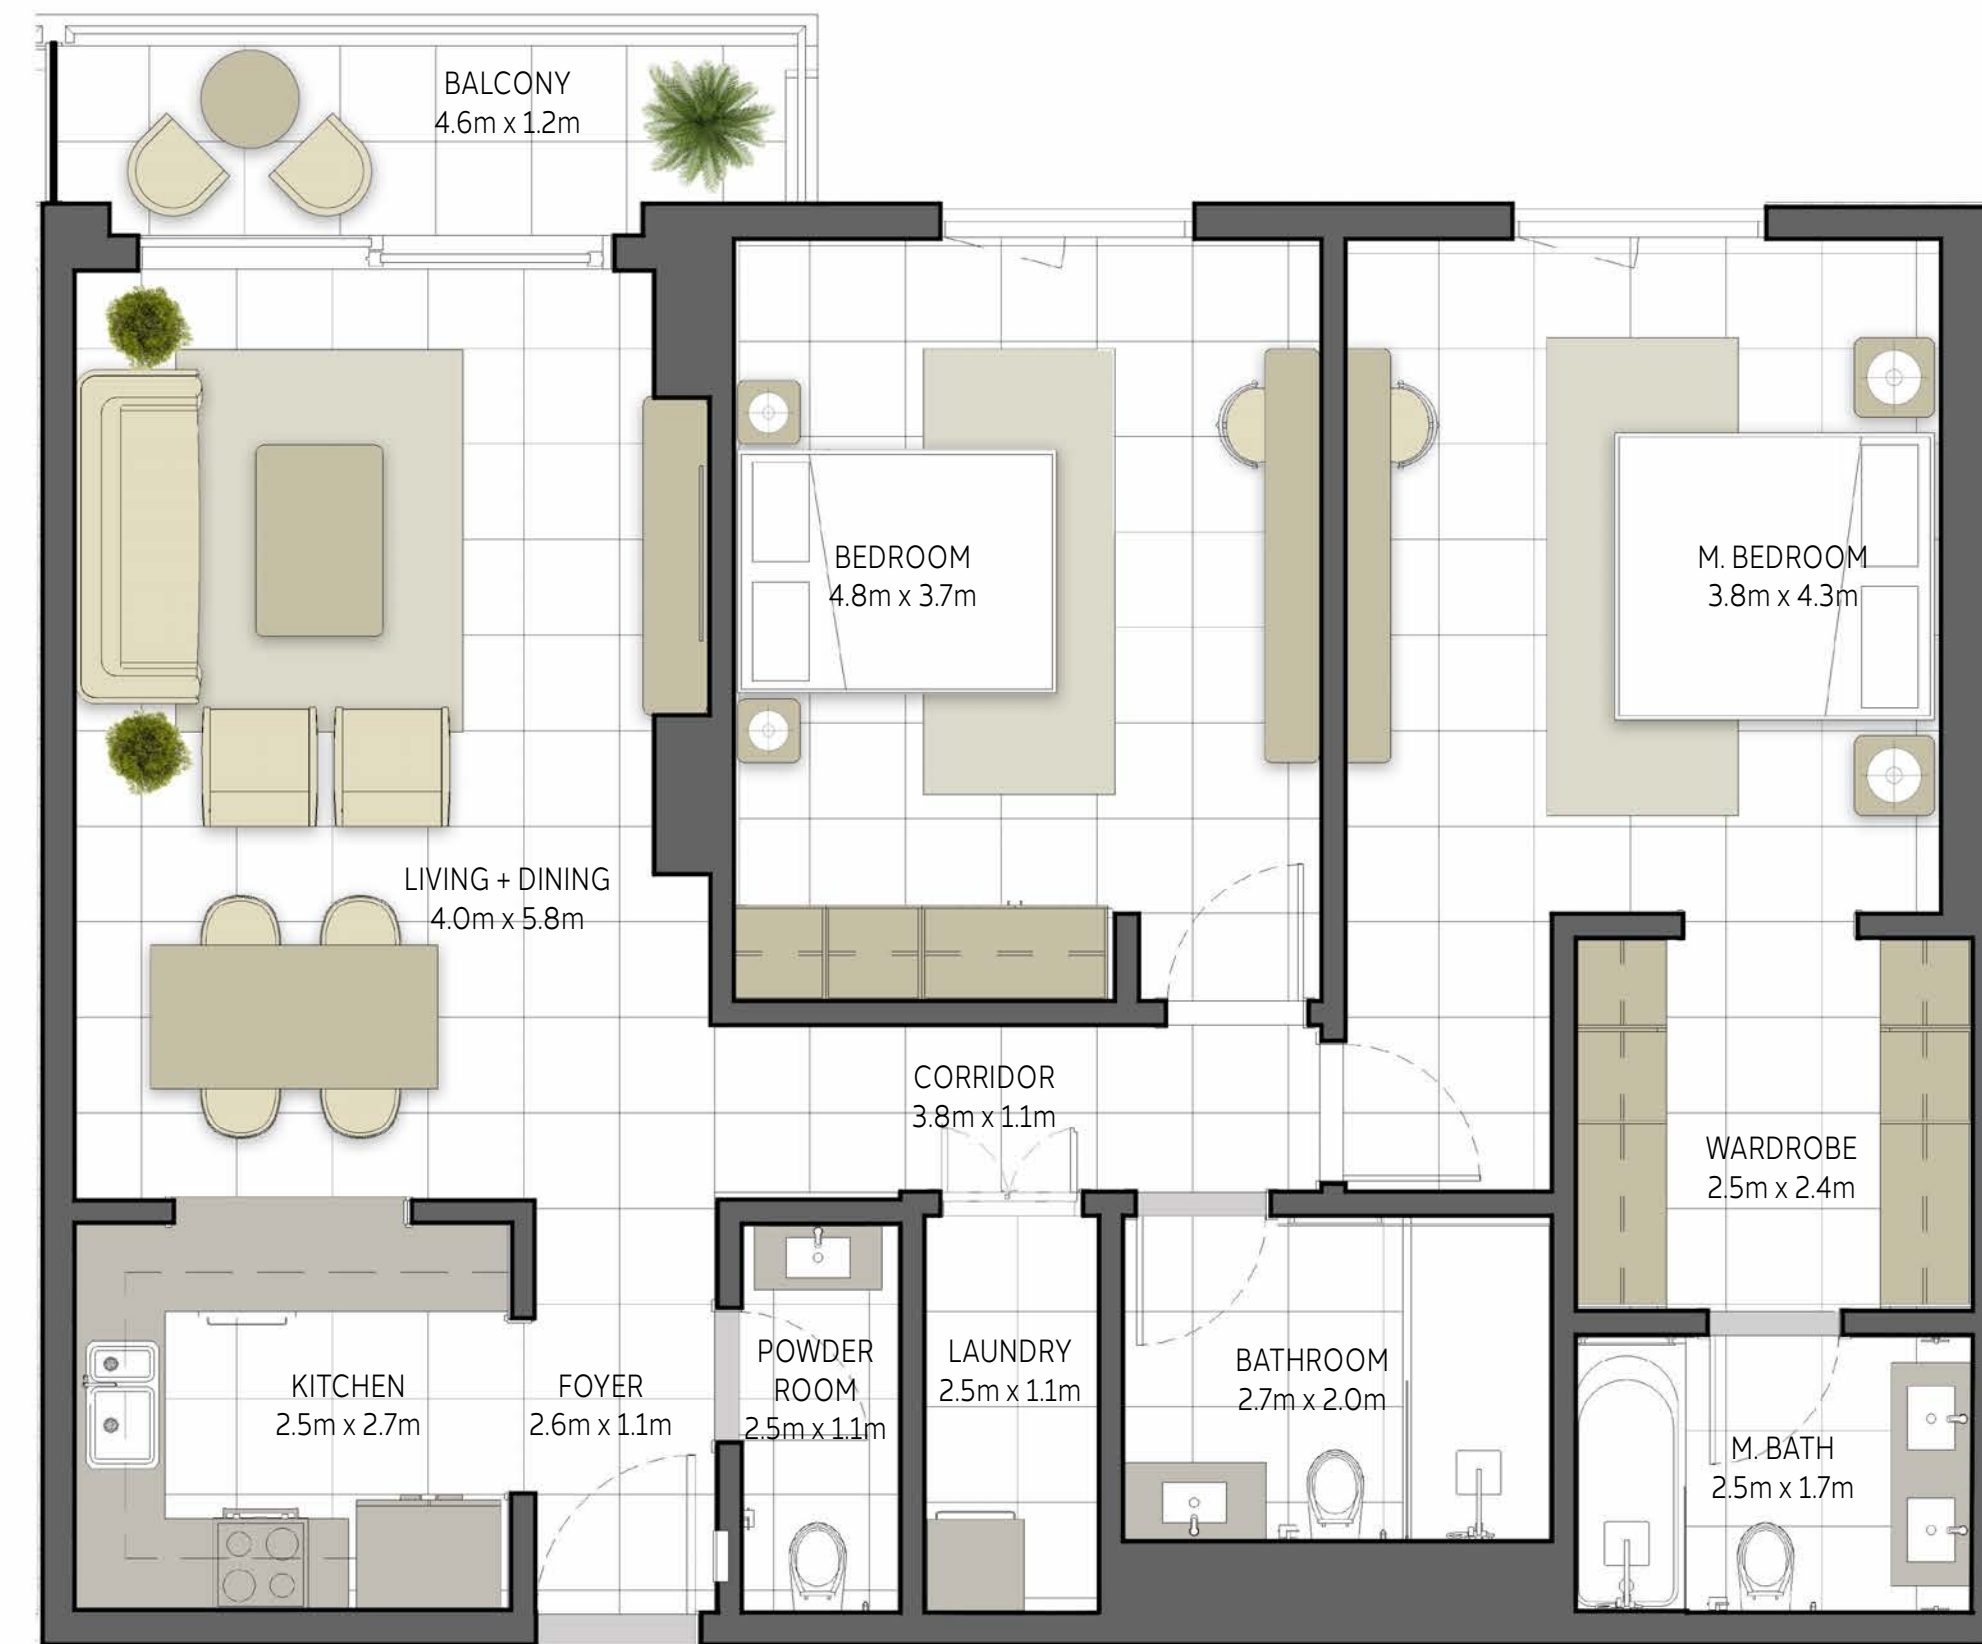 BALCONY
4.6m x 1.2m
BEDROOM
4.8m x 3.7m
M. BEDROOM
3.8m x 4.3m
LIVING + DINING
4.0m x 5.8m
CORRIDOR
3.8m x 1.1m
WARDROBE
2.5m x 2.4m
KITCHEN
2.5m x 2.7m
FOYER
2.6m x 1.1m
POWDER
ROOM
2.5m x 1.1m
LAUNDRY
2.5m x 1.1m
BATHROOM
2.7m x 2.0m
M. BATH
2.5m x 1.7m